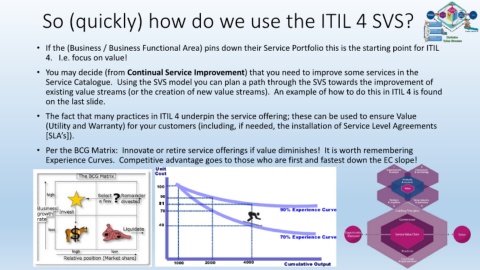 So (quickly) how do we use the ITIL 4 SVS?
• If the (Business / Business Functional Area) pins down their Service Portfolio this is the starting point for ITIL
4. I.e. focus on value!
• You may decide (from Continual Service Improvement) that you need to improve some services in the
Service Catalogue. Using the SVS model you can plan a path through the SVS towards the improvement of
existing value streams (or the creation of new value streams). An example of how to do this in ITIL 4 is found
on the last slide.
• The fact that many practices in ITIL 4 underpin the service offering; these can be used to ensure Value
(Utility and Warranty) for your customers (including, if needed, the installation of Service Level Agreements
[SLA's]).
• Per the BCG Matrix: Innovate or retire service offerings if value diminishes! It is worth remembering
Experience Curves. Competitive advantage goes to those who are first and fastest down the EC slope!
The BCG Matrix
high
Select a few
Remainder divested
Business growth rate
Invest
low
Liquidate
high
low
Relative position (Market share)
Unit
Cost
100
90
81
70
90% Experience Curve
70% Experience Curve
1000
2000
4000
Cumulative Output